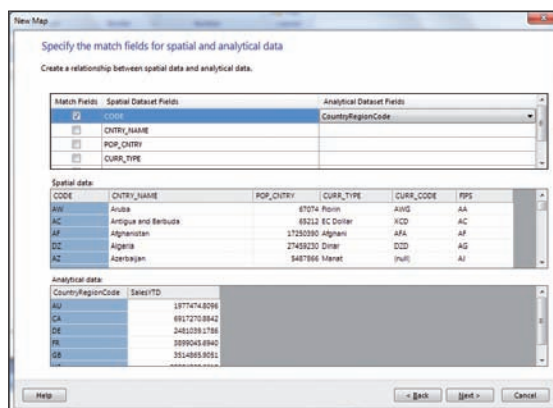 New Map
Specify the match fields for spatial and analytical data
Create a relationship between spatial data and analytical data.
Match Fields Spatial Dataset Fields Analytical Dataset Fields
CODE CountryRegionCode
CNTRY_NAME
POP_CNTRY
CURR_TYPE
Spatial data:
CODE CNTRY_NAME POP_CNTRY CURR_TYPE CURR_CODE FIPS
AW Aruba 67074 Florin AWG AA
AC Antigua and Barbuda 65212 EC Dollar XCD AC
AF Afghanistan 17250390 Afghani AFA AF
DZ Algeria 27459230 Dinar DZD AG
AZ Azerbaijan 5487866 Manat (null) AJ
Analytical data:
CountryRegionCode SalesYTD
AU 1977474.8096
CA 6917270.8842
DE 2481039.1786
FR 3899045.6940
GB 3514865.9051
Help < Back Next > Cancel